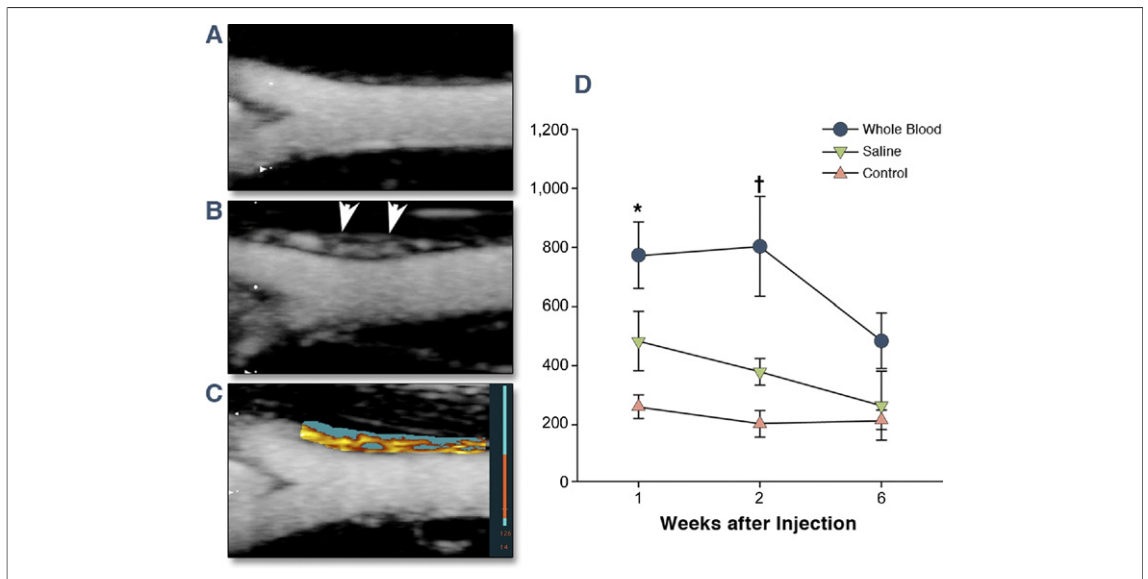 A
B
C
D
1,200
1,000
800
600
400
200
0
*
†
Whole Blood
Saline
Control
1 2 6
Weeks after Injection